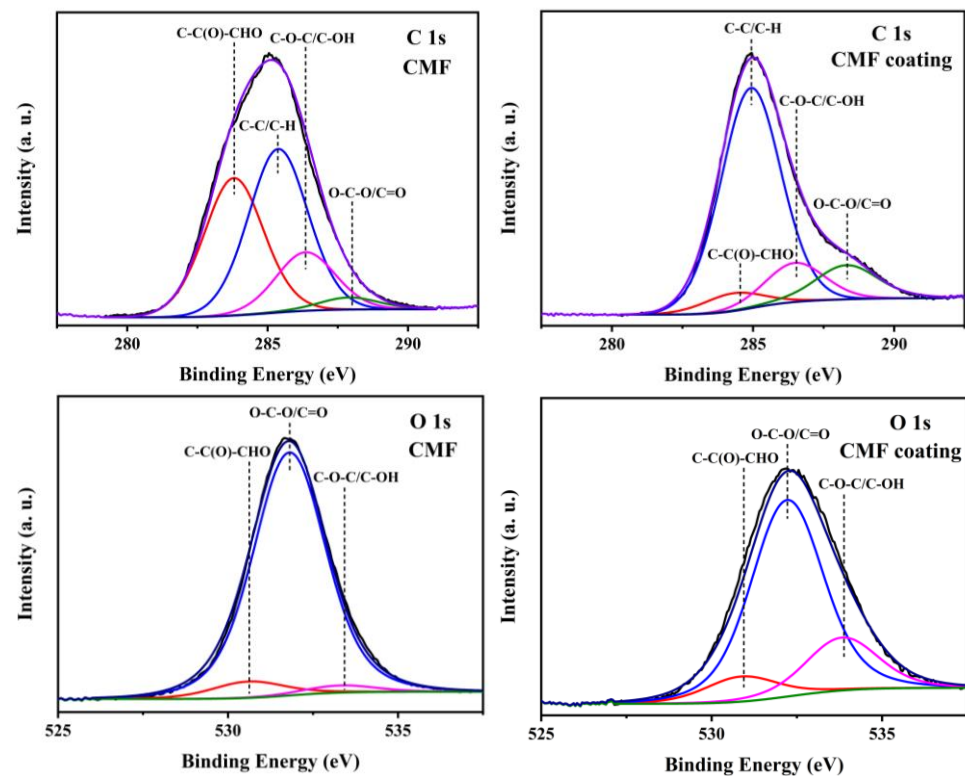 C 1s
CMF
C-C(O)-CHO
C-O-C/C-OH
C-C/C-H
O-C-O/C=O
Intensity (a. u.)
280
285
290
Binding Energy (eV)
C 1s
CMF coating
C-C/C-H
C-O-C/C-OH
O-C-O/C=O
C-C(O)-CHO
Intensity (a. u.)
280
285
290
Binding Energy (eV)
O 1s
CMF
O-C-O/C=O
C-C(O)-CHO
C-O-C/C-OH
Intensity (a. u.)
525
530
535
Binding Energy (eV)
O 1s
CMF coating
O-C-O/C=O
C-C(O)-CHO
C-O-C/C-OH
Intensity (a. u.)
525
530
535
Binding Energy (eV)